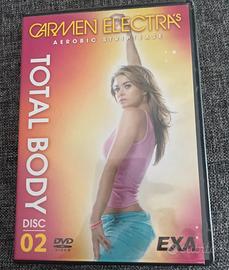 CARMEN ELECTRA'S
AEROBIC STRIPTEASE
TOTAL BODY
DISC
02
DVD
VIDEO
EXA